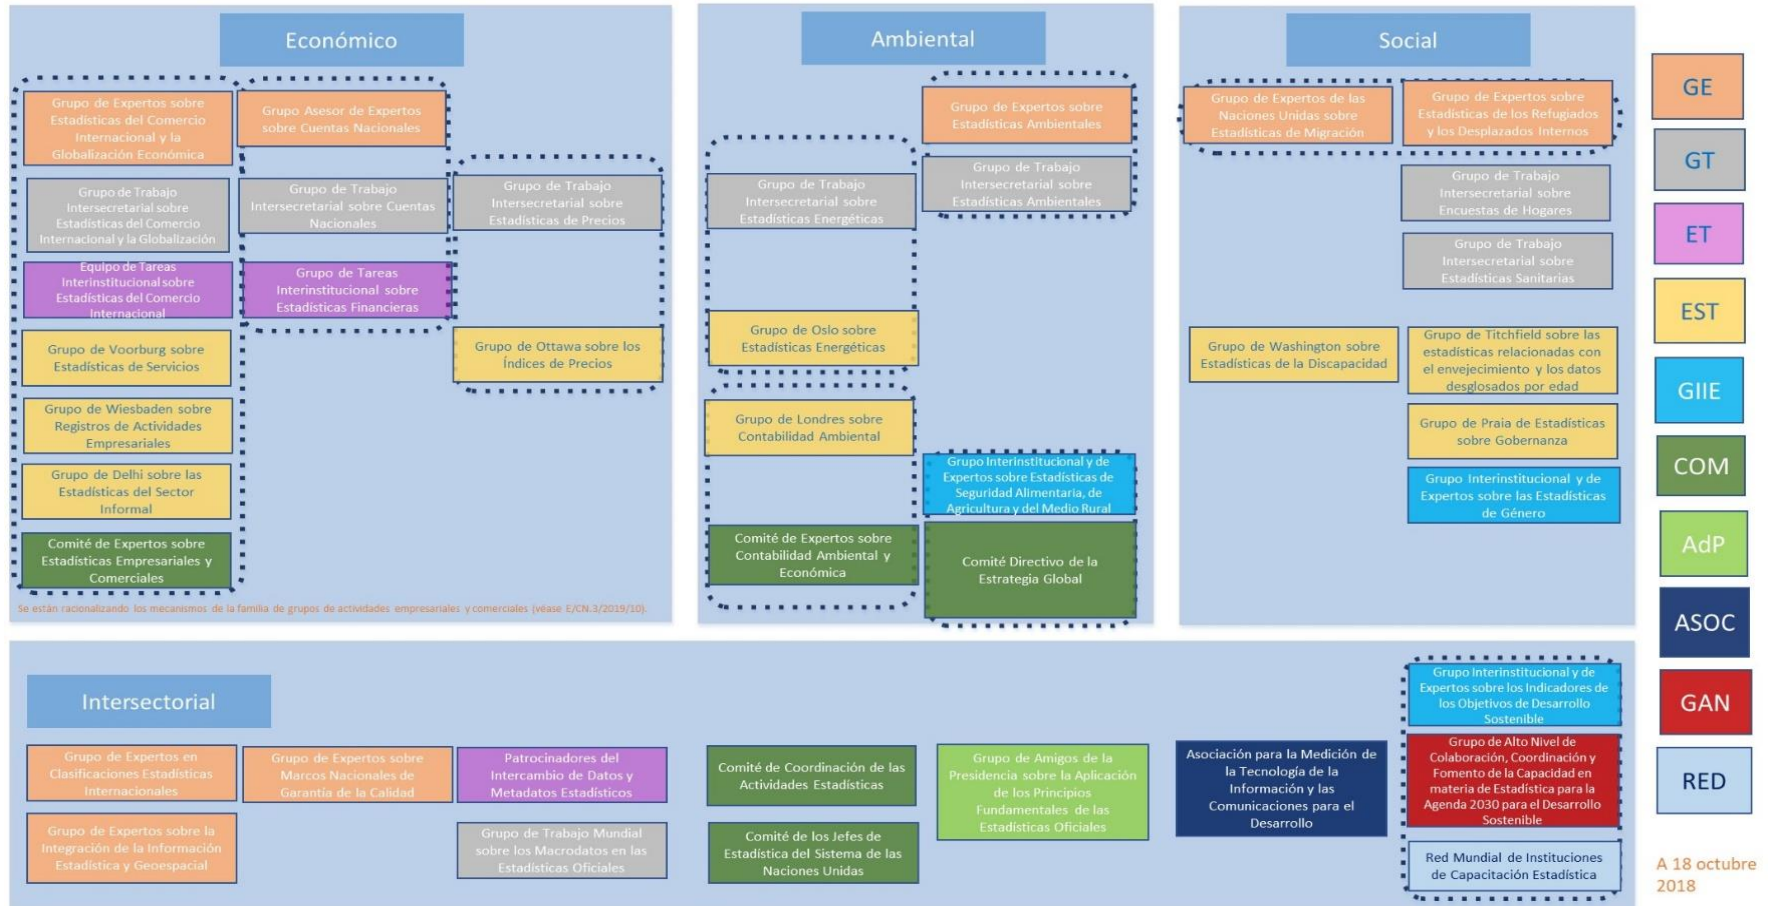 Económico
Grupo de Expertos sobre
Estadísticas del Comercio
Internacional y la
Globalización Económica
Grupo Asesor de Expertos
sobre Cuentas Nacionales
Grupo de Trabajo
Intersecretarial sobre
Estadísticas del Comercio
Internacional y la Globalización
Grupo de Trabajo
Intersecretarial sobre Cuentas
Nacionales
Grupo de Trabajo
Intersecretarial sobre
Estadísticas de Precios
Equipo de Tareas
Interinstitucional sobre
Estadísticas del Comercio
Internacional
Grupo de Tareas
Interinstitucional sobre
Estadísticas Financieras
Grupo de Voorburg sobre
Estadísticas de Servicios
Grupo de Ottawa sobre los
Índices de Precios
Grupo de Wiesbaden sobre
Registros de Actividades
Empresariales
Grupo de Delhi sobre las
Estadísticas del Sector
Informal
Comité de Expertos sobre
Estadísticas Empresariales y
Comerciales
Se están racionalizando los mecanismos de la familia de grupos de actividades empresariales y comerciales (véase E/CN.3/2019/10).
Ambiental
Grupo de Expertos sobre
Estadísticas Ambientales
Grupo de Trabajo
Intersecretarial sobre
Estadísticas Energéticas
Grupo de Trabajo
Intersecretarial sobre
Estadísticas Ambientales
Grupo de Oslo sobre
Estadísticas Energéticas
Grupo de Londres sobre
Contabilidad Ambiental
Grupo Interinstitucional y de
Expertos sobre Estadísticas de
Seguridad Alimentaria, de
Agricultura y del Medio Rural
Comité de Expertos sobre
Contabilidad Ambiental y
Económica
Comité Directivo de la
Estrategia Global
Social
Grupo de Expertos de las
Naciones Unidas sobre
Estadísticas de Migración
Grupo de Expertos sobre
Estadísticas de los Refugiados
y los Desplazados Internos
Grupo de Trabajo
Intersecretarial sobre
Encuestas de Hogares
Grupo de Trabajo
Intersecretarial sobre
Estadísticas Sanitarias
Grupo de Washington sobre
Estadísticas de la Discapacidad
Grupo de Titchfield sobre las
estadísticas relacionadas con
el envejecimiento y los datos
desglosados por edad
Grupo de Praia de Estadísticas
sobre Gobernanza
Grupo Interinstitucional y de
Expertos sobre las Estadísticas
de Género
Intersectorial
Grupo de Expertos en
Clasificaciones Estadísticas
Internacionales
Grupo de Expertos sobre
Marcos Nacionales de
Garantía de la Calidad
Patrocinadores del
Intercambio de Datos y
Metadatos Estadísticos
Grupo de Expertos sobre la
Integración de la Información
Estadística y Geoespacial
Grupo de Trabajo Mundial
sobre los Macrodatos en las
Estadísticas Oficiales
Comité de Coordinación de las
Actividades Estadísticas
Comité de los Jefes de
Estadística del Sistema de las
Naciones Unidas
Grupo de Amigos de la
Presidencia sobre la Aplicación
de los Principios
Fundamentales de las
Estadísticas Oficiales
Asociación para la Medición de
la Tecnología de la
Información y las
Comunicaciones para el
Desarrollo
Grupo Interinstitucional y de
Expertos sobre los Indicadores de
los Objetivos de Desarrollo
Sostenible
Grupo de Alto Nivel de
Colaboración, Coordinación y
Fomento de la Capacidad en
materia de Estadística para la
Agenda 2030 para el Desarrollo
Sostenible
Red Mundial de Instituciones
de Capacitación Estadística
GE
GT
ET
EST
GIIE
COM
AdP
ASOC
GAN
RED
A 18 octubre
2018